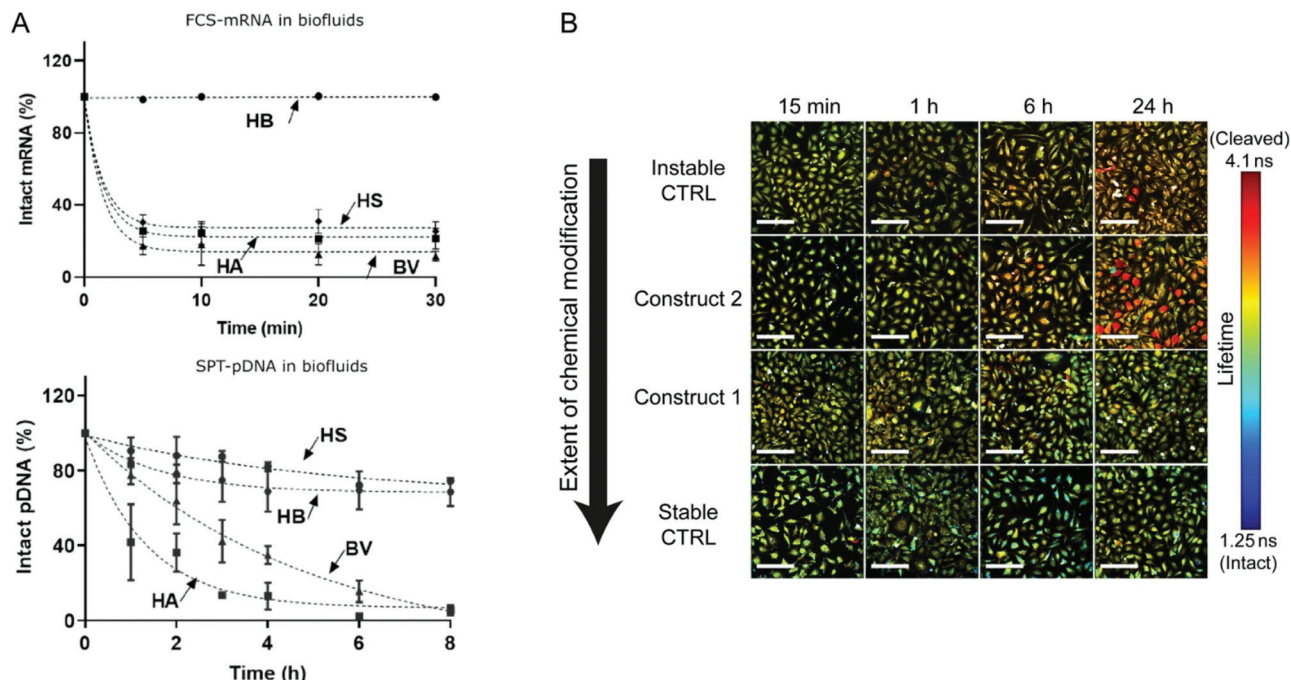 A
FCS-mRNA in biofluids
Intact mRNA (%)
120
80
40
0
HB
HS
HA
BV
0 10 20 30
Time (min)
SPT-pDNA in biofluids
Intact pDNA (%)
120
80
40
0
HS
HB
BV
HA
0 2 4 6 8
Time (h)
B
15 min 1 h 6 h 24 h
Extent of chemical modification
Instable
CTRL
Construct 2
Construct 1
Stable
CTRL
(Cleaved)
4.1 ns
Lifetime
1.25 ns
(Intact)